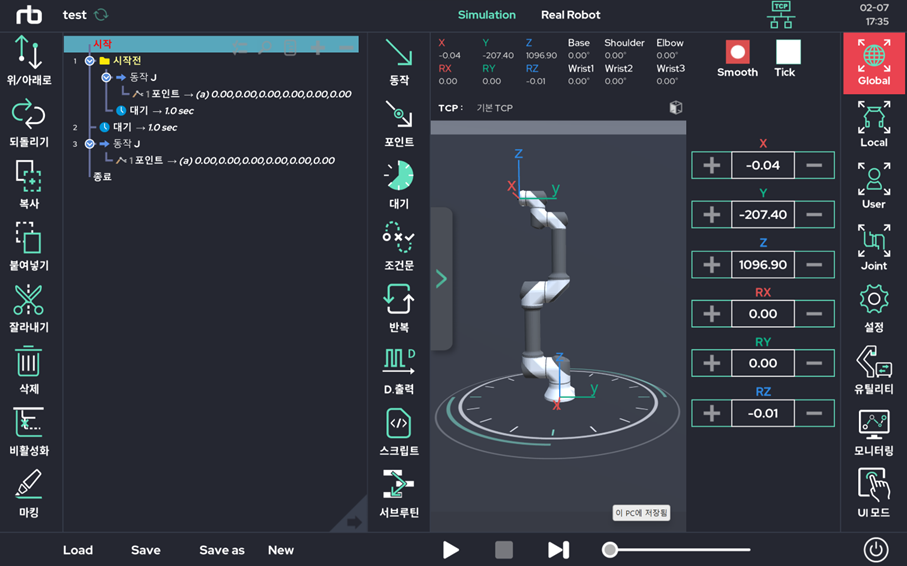 rb
test
Simulation
Real Robot
TCP
02-07
17:35
위/아래로
되돌리기
복사
붙여넣기
잘라내기
삭제
비활성화
마킹
시작
1 시작전
동작 J
1 포인트 → (a) 0.00,0.00,0.00,0.00,0.00,0.00
대기 → 1.0 sec
2 대기 → 1.0 sec
3 동작 J
1 포인트 → (a) 0.00,0.00,0.00,0.00,0.00,0.00
종료
동작
포인트
대기
조건문
반복
D
D.출력
스크립트
서브루틴
X Y Z Base Shoulder Elbow
-0.04 -207.40 1096.90 0.00° 0.00° 0.00°
RX RY RZ Wrist1 Wrist2 Wrist3
0.00 0.00 -0.01 0.00° 0.00° 0.00°
TCP : 기본 TCP
Z
X
y
Z
y
X
이 PC에 저장됨
Smooth
Tick
X
+ -0.04 −
Y
+ -207.40 −
Z
+ 1096.90 −
RX
+ 0.00 −
RY
+ 0.00 −
RZ
+ -0.01 −
Global
Local
User
Joint
설정
유틸리티
모니터링
UI 모드
Load
Save
Save as
New